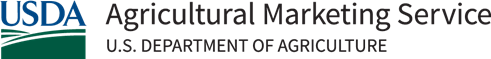 USDA
Agricultural Marketing Service
U.S. DEPARTMENT OF AGRICULTURE